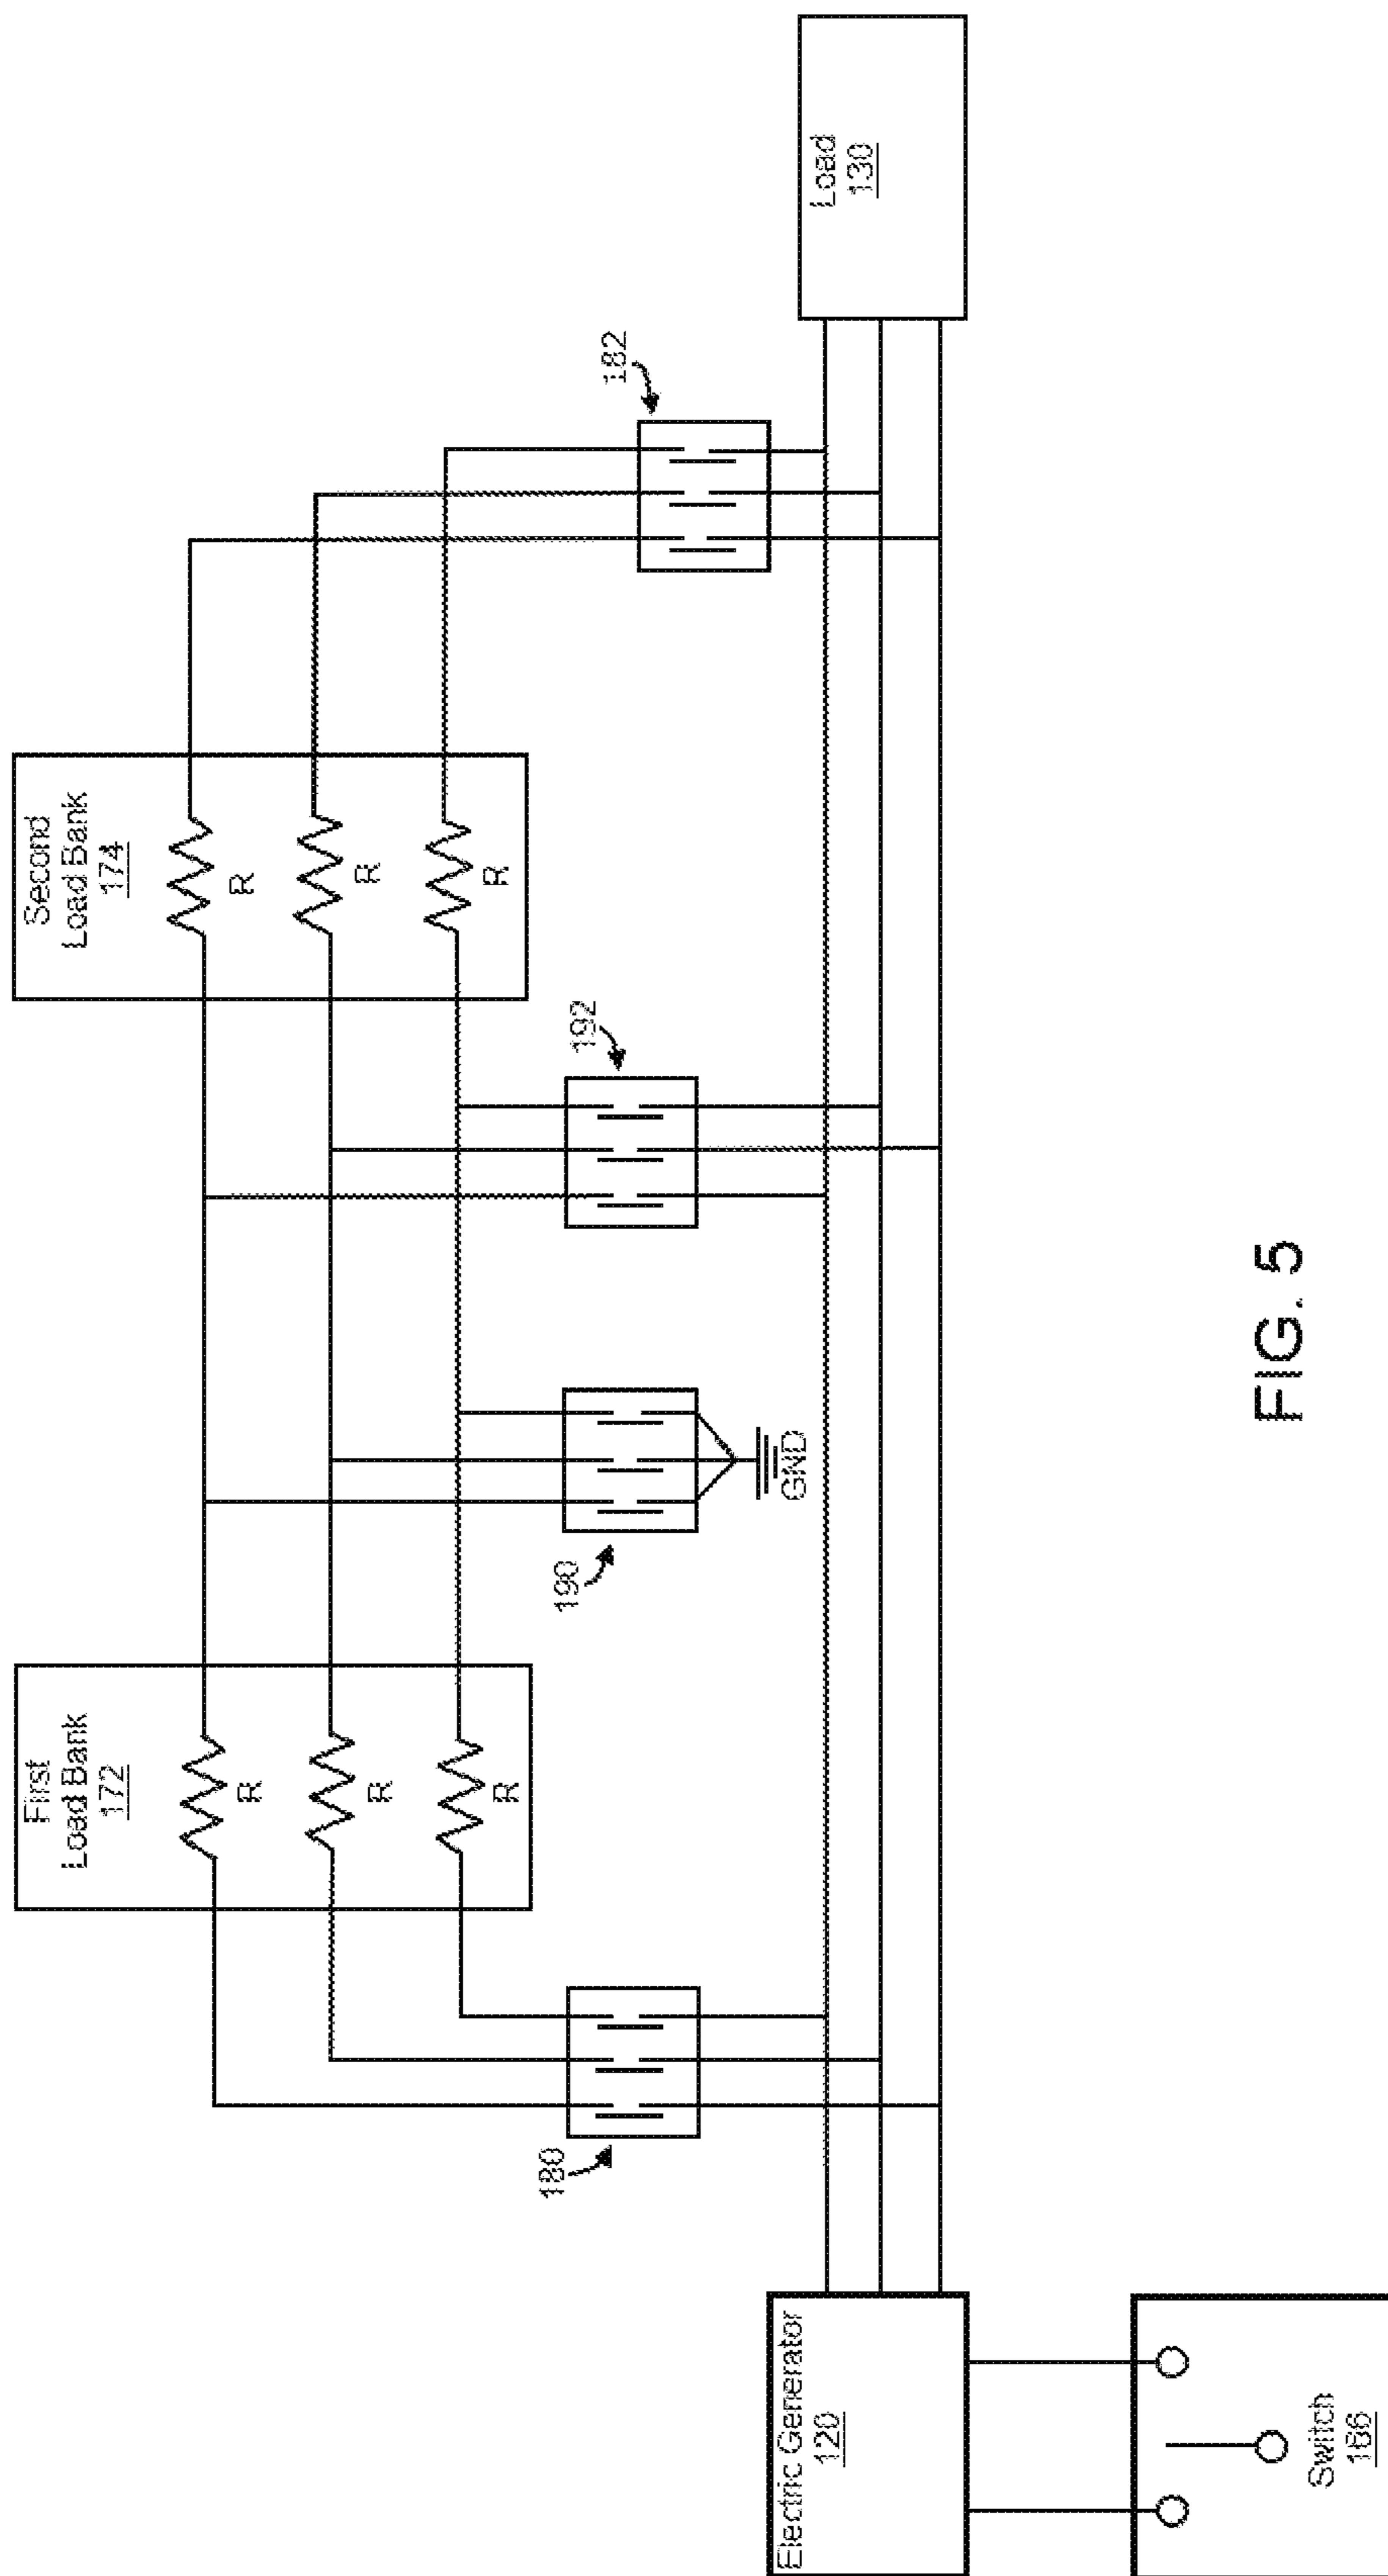 First
Load Bank
172
R
R
R
Second
Load Bank
174
R
R
R
180
190
GND
192
182
Electric Generator
120
Load
130
Switch
186
FIG. 5